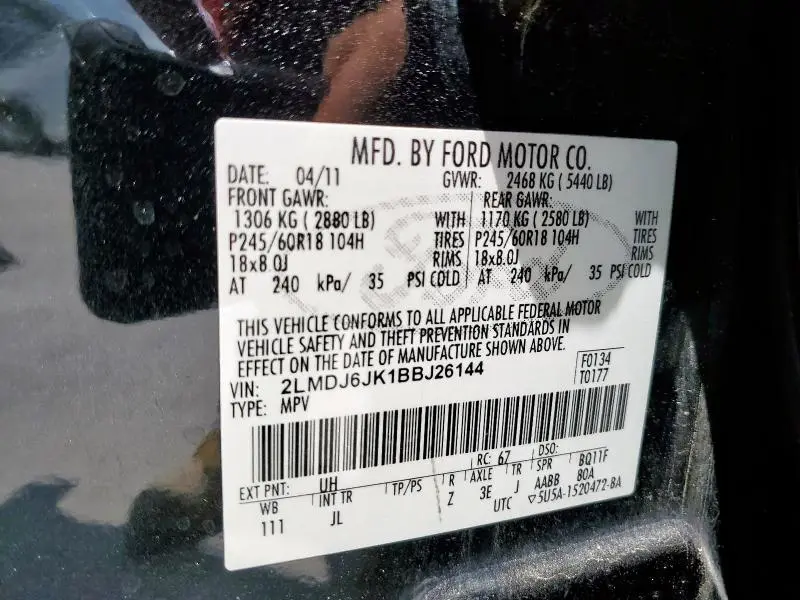 MFD. BY FORD MOTOR CO.
DATE: 04/11 GVWR: 2468 KG ( 5440 LB)
FRONT GAWR: REAR GAWR:
1306 KG ( 2880 LB) WITH 1170 KG ( 2580 LB) WITH
P245/60R18 104H TIRES P245/60R18 104H TIRES
18x8.0J RIMS 18x8.0J RIMS
AT 240 kPa/ 35 PSI COLD AT 240 kPa/ 35 PSI COLD
THIS VEHICLE CONFORMS TO ALL APPLICABLE FEDERAL MOTOR
VEHICLE SAFETY AND THEFT PREVENTION STANDARDS IN
EFFECT ON THE DATE OF MANUFACTURE SHOWN ABOVE.
VIN: 2LMDJ6JK1BBJ26144 F0134
TYPE: MPV T0177
EXT PNT: UH RC: 67 DSO: BQ11F
WB INT TR TP/PS R AXLE TR SPR 80A
111 JL Z 3E J AABB
UTC ▽5U5A-1520472-BA